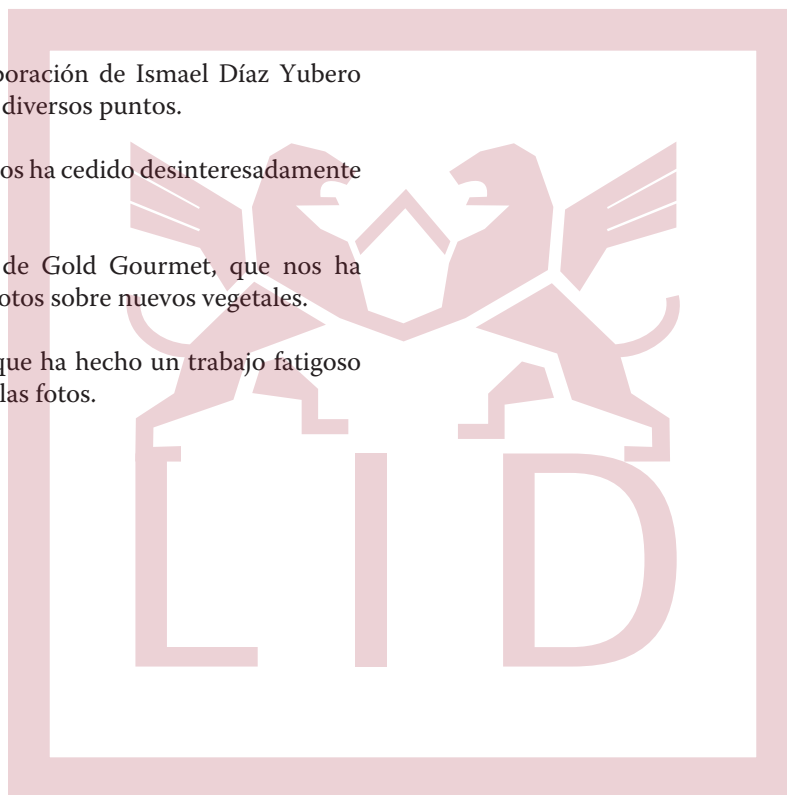 boración de Ismael Díaz Yubero
diversos puntos.
os ha cedido desinteresadamente
de Gold Gourmet, que nos ha
otos sobre nuevos vegetales.
que ha hecho un trabajo fatigoso
las fotos.
LID